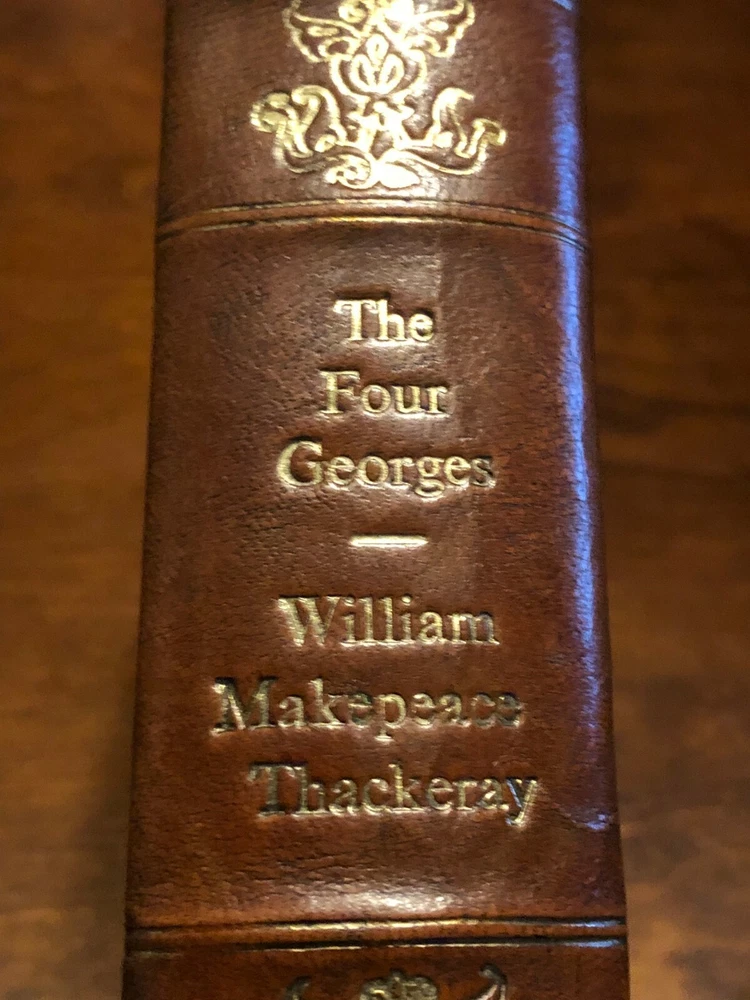 The
Four
Georges
William
Makepeace
Thackeray